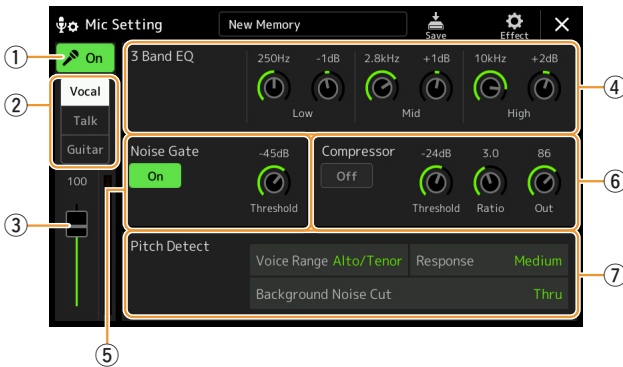 Mic Setting
New Memory
Save
Effect
1
On
2
Vocal
Talk
Guitar
100
3
3 Band EQ
250Hz -1dB 2.8kHz +1dB 10kHz +2dB
Low Mid High
4
Noise Gate
On
-45dB
Threshold
5
Compressor
Off
-24dB 3.0 86
Threshold Ratio Out
6
Pitch Detect
Voice Range Alto/Tenor Response Medium
Background Noise Cut Thru
7